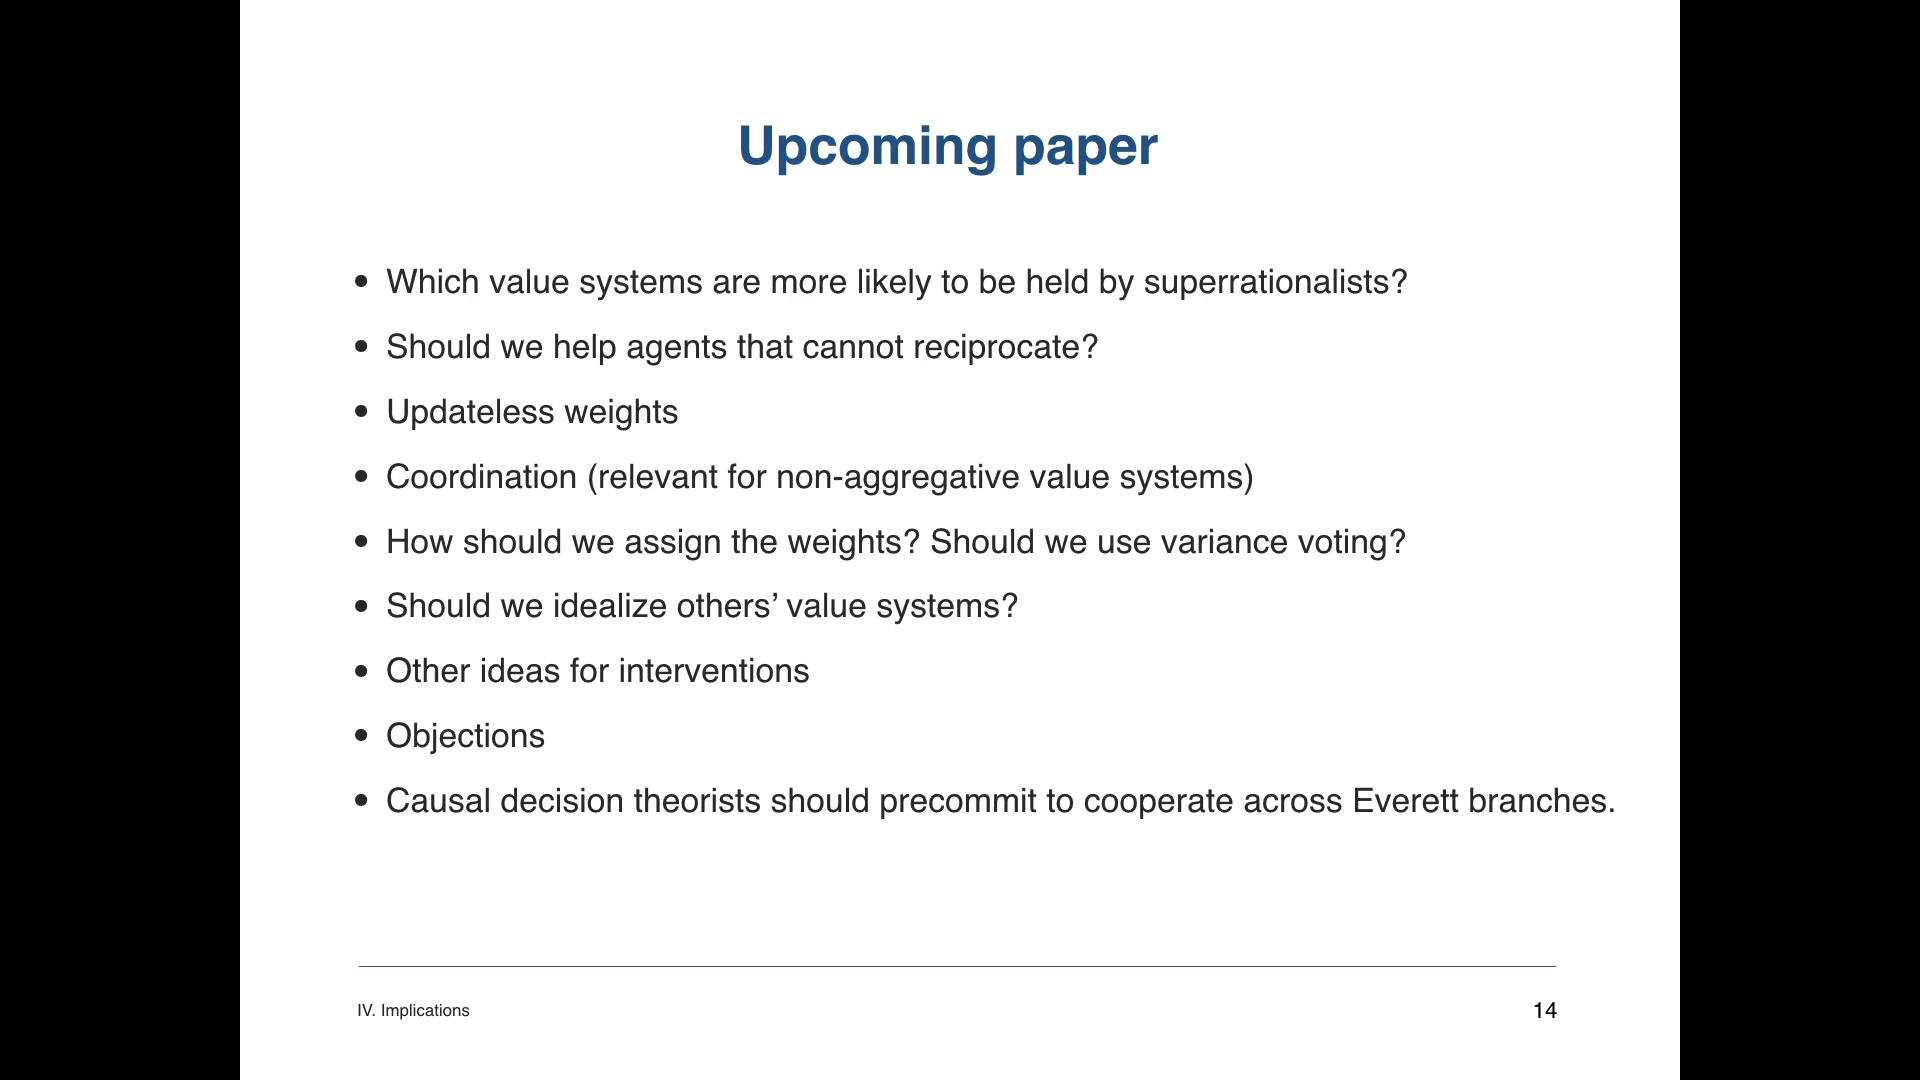 Upcoming paper
• Which value systems are more likely to be held by superrationalists?
• Should we help agents that cannot reciprocate?
• Updateless weights
• Coordination (relevant for non-aggregative value systems)
• How should we assign the weights? Should we use variance voting?
• Should we idealize others’ value systems?
• Other ideas for interventions
• Objections
• Causal decision theorists should precommit to cooperate across Everett branches.
IV. Implications
14